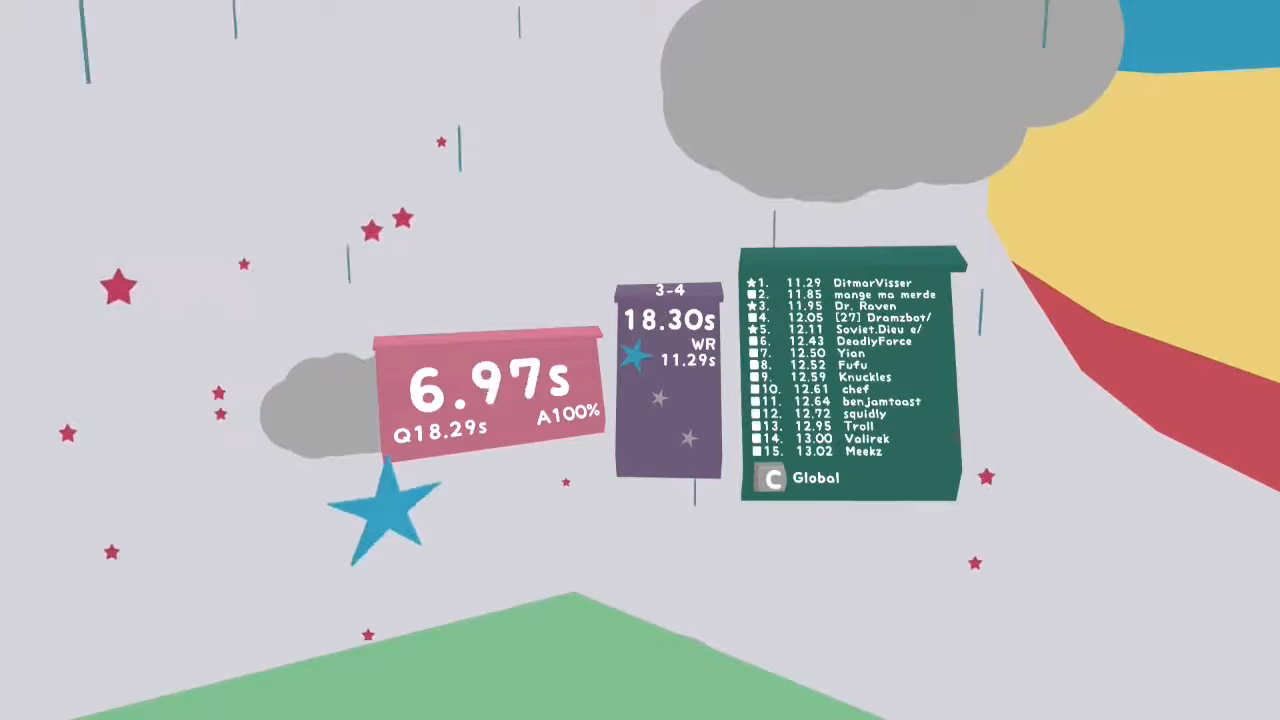 6.97s
Q18.29s
A100%
3-4
18.30s
WR
11.29s
1. 11.29 DitmarVisser
2. 11.85 mange ma merde
3. 11.95 Dr. Raven
4. 12.05 [27] Dramzbot/
5. 12.11 Soviet.Dieu e/
6. 12.43 DeadlyForce
7. 12.50 Yian
8. 12.52 Fufu
9. 12.59 Knuckles
10. 12.61 chef
11. 12.64 benjamtoast
12. 12.72 squidly
13. 12.95 Troll
14. 13.00 Valirek
15. 13.02 Meekz
C Global